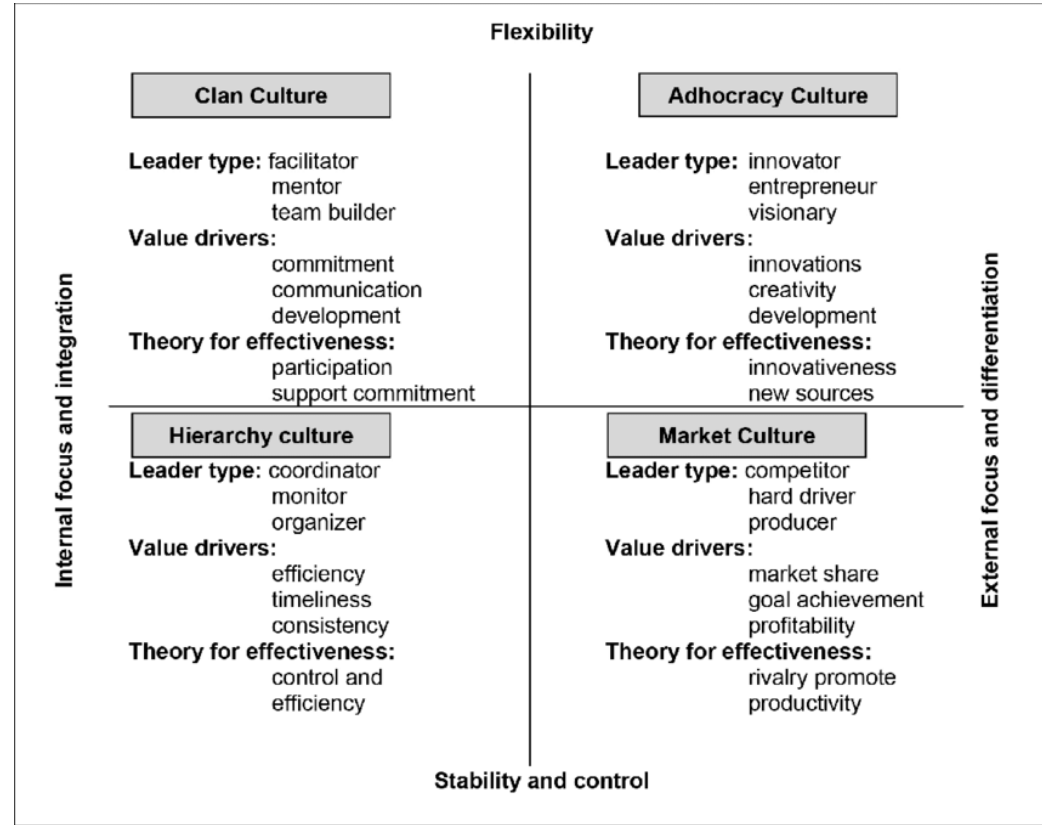 Flexibility
Clan Culture
Leader type: facilitator
mentor
team builder
Value drivers:
commitment
communication
development
Theory for effectiveness:
participation
support commitment
Adhocracy Culture
Leader type: innovator
entrepreneur
visionary
Value drivers:
innovations
creativity
development
Theory for effectiveness:
innovativeness
new sources
Internal focus and integration
External focus and differentiation
Hierarchy culture
Leader type: coordinator
monitor
organizer
Value drivers:
efficiency
timeliness
consistency
Theory for effectiveness:
control and
efficiency
Market Culture
Leader type: competitor
hard driver
producer
Value drivers:
market share
goal achievement
profitability
Theory for effectiveness:
rivalry promote
productivity
Stability and control